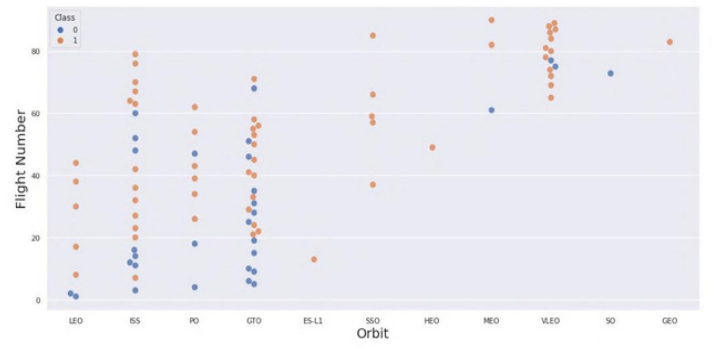 Class
0
1
80
60
40
20
0
Flight Number
LEO ISS PO GTO ES-L1 SSO HEO MEO VLEO SO GEO
Orbit